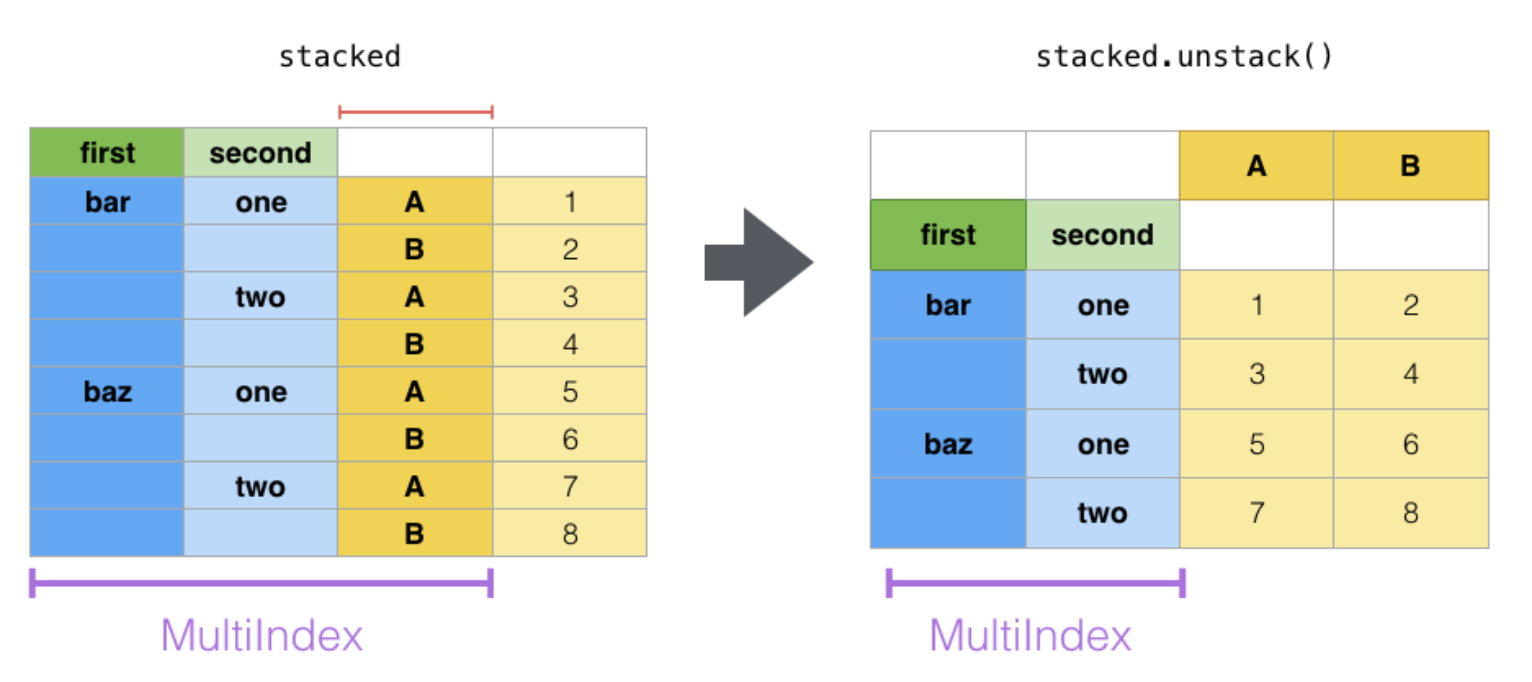 stacked
first second
bar one A 1
B 2
two A 3
B 4
baz one A 5
B 6
two A 7
B 8
MultiIndex
stacked.unstack()
A B
first second
bar one 1 2
two 3 4
baz one 5 6
two 7 8
MultiIndex